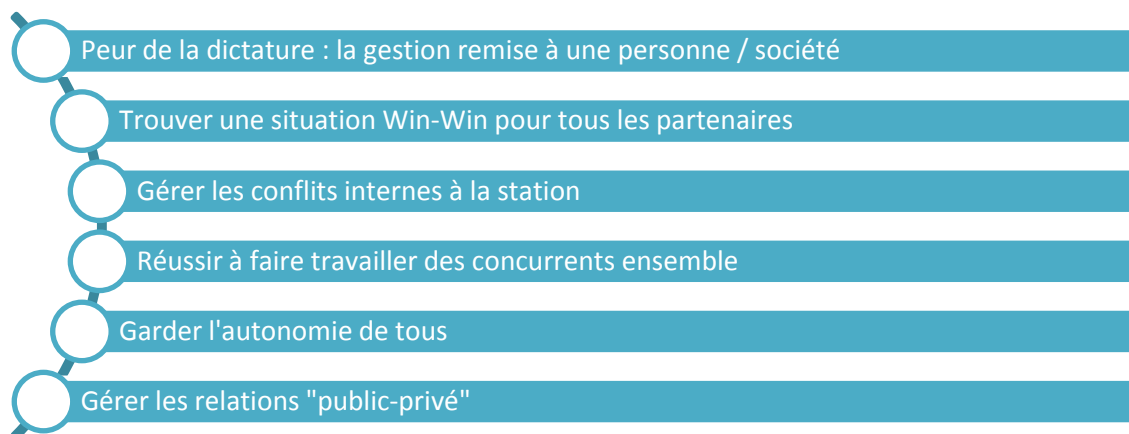 Peur de la dictature : la gestion remise à une personne / société
Trouver une situation Win-Win pour tous les partenaires
Gérer les conflits internes à la station
Réussir à faire travailler des concurrents ensemble
Garder l'autonomie de tous
Gérer les relations "public-privé"